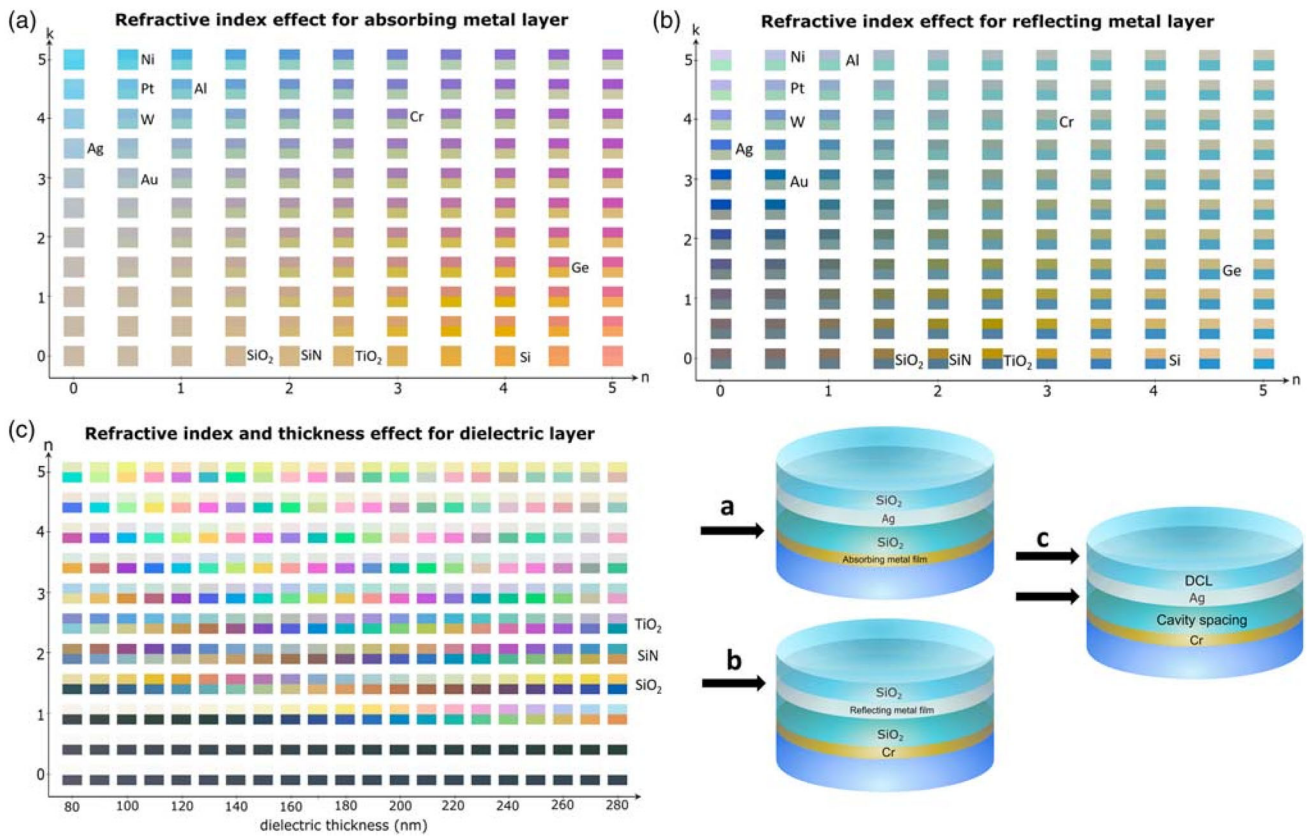 (a) Refractive index effect for absorbing metal layer
k
5
4
3
2
1
0
Ni
Pt
Al
W
Cr
Ag
Au
Ge
SiO₂
SiN
TiO₂
Si
0 1 2 3 4 5 n
(b) Refractive index effect for reflecting metal layer
k
5
4
3
2
1
0
Ni
Al
Pt
W
Cr
Ag
Au
Ge
SiO₂
SiN
TiO₂
Si
0 1 2 3 4 5 n
(c) Refractive index and thickness effect for dielectric layer
n
5
4
3
2
1
0
TiO₂
SiN
SiO₂
80 100 120 140 160 180 200 220 240 260 280
dielectric thickness (nm)
a
SiO₂
Ag
SiO₂
Absorbing metal film
b
SiO₂
Reflecting metal film
SiO₂
Cr
c
DCL
Ag
Cavity spacing
Cr